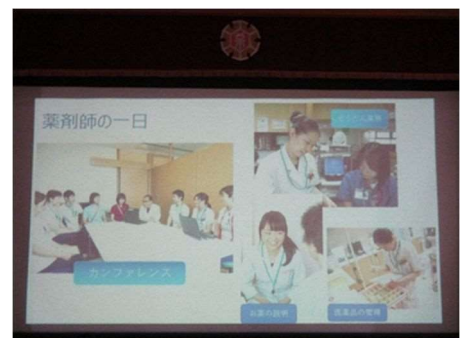 薬剤師の一日
カンファレンス
お薬の説明
医薬品の管理